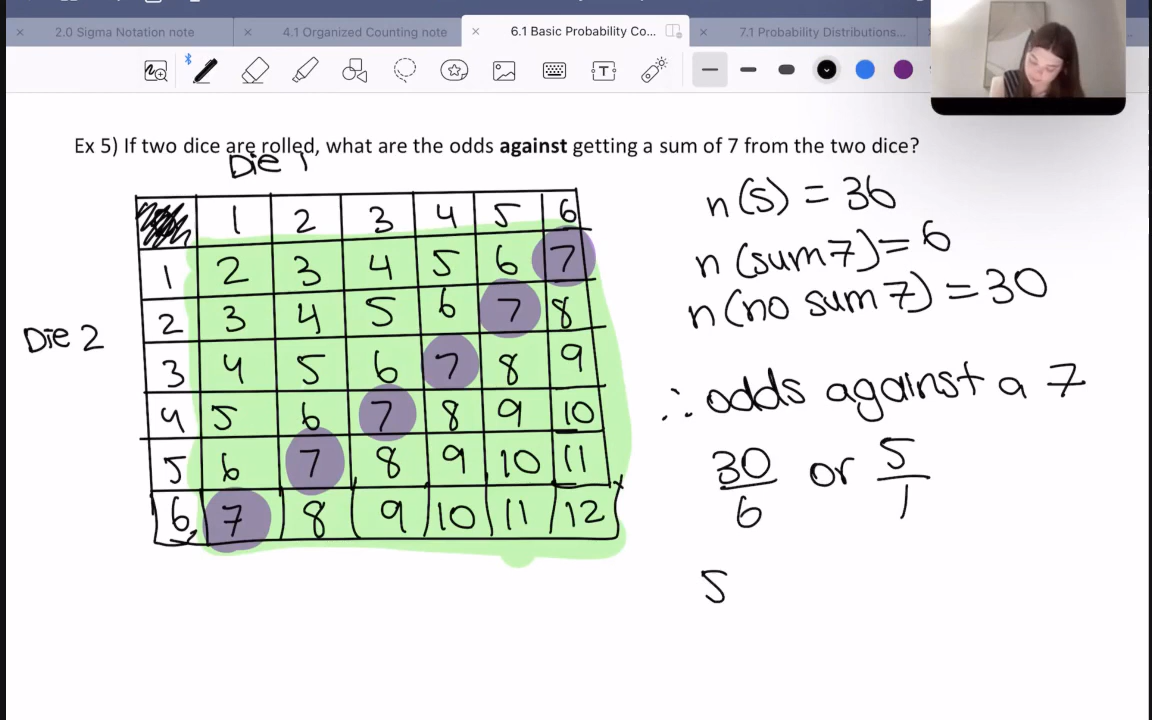 2.0 Sigma Notation note
4.1 Organized Counting note
6.1 Basic Probability Co...
7.1 Probability Distributions...
Ex 5) If two dice are rolled, what are the odds against getting a sum of 7 from the two dice?
Die 1
1 2 3 4 5 6
1 2 3 4 5 6 7
2 3 4 5 6 7 8
Die 2
3 4 5 6 7 8 9
4 5 6 7 8 9 10
5 6 7 8 9 10 11
6 7 8 9 10 11 12
n(s) = 36
n(sum7) = 6
n(no sum 7) = 30
∴ odds against a 7
30/6 or 5/1
5